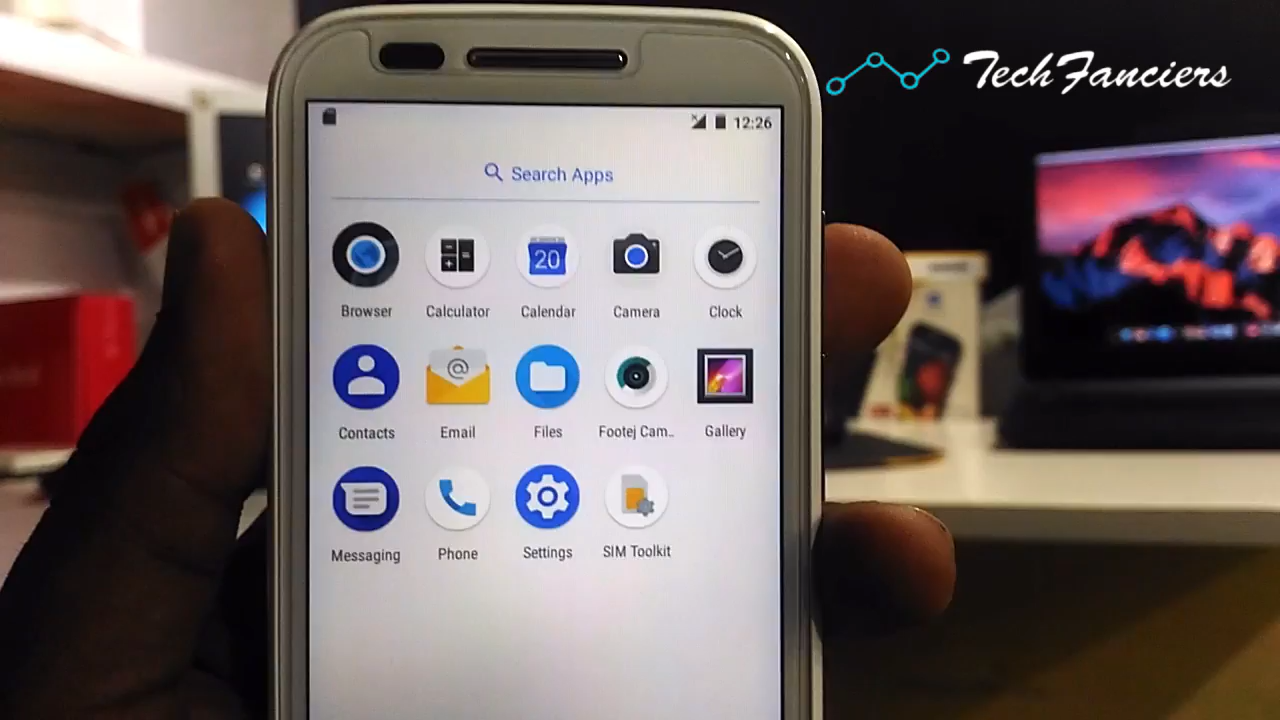 TechFanciers
12:26
Search Apps
20
Browser Calculator Calendar Camera Clock
@
Contacts Email Files Footej Cam.. Gallery
Messaging Phone Settings SIM Toolkit